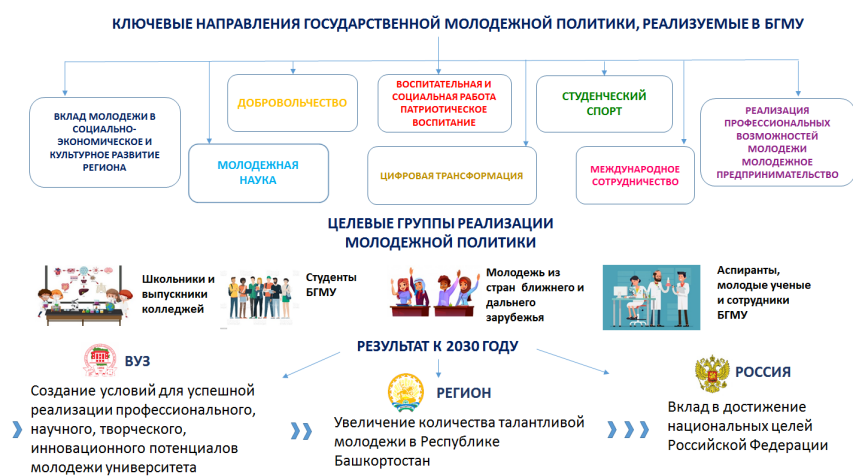 КЛЮЧЕВЫЕ НАПРАВЛЕНИЯ ГОСУДАРСТВЕННОЙ МОЛОДЕЖНОЙ ПОЛИТИКИ, РЕАЛИЗУЕМЫЕ В БГМУ
ВКЛАД МОЛОДЕЖИ В
СОЦИАЛЬНО-
ЭКОНОМИЧЕСКОЕ И
КУЛЬТУРНОЕ РАЗВИТИЕ
РЕГИОНА
МОЛОДЕЖНАЯ
НАУКА
ДОБРОВОЛЬЧЕСТВО
ВОСПИТАТЕЛЬНАЯ И
СОЦИАЛЬНАЯ РАБОТА
ПАТРИОТИЧЕСКОЕ
ВОСПИТАНИЕ
ЦИФРОВАЯ ТРАНСФОРМАЦИЯ
СТУДЕНЧЕСКИЙ
СПОРТ
МЕЖДУНАРОДНОЕ
СОТРУДНИЧЕСТВО
РЕАЛИЗАЦИЯ
ПРОФЕССИОНАЛЬНЫХ
ВОЗМОЖНОСТЕЙ
МОЛОДЕЖИ
МОЛОДЕЖНОЕ
ПРЕДПРИНИМАТЕЛЬСТВО
ЦЕЛЕВЫЕ ГРУППЫ РЕАЛИЗАЦИИ
МОЛОДЕЖНОЙ ПОЛИТИКИ
Школьники и
выпускники
колледжей
Студенты
БГМУ
Молодежь из
стран ближнего и
дальнего
зарубежья
Аспиранты,
молодые ученые
и сотрудники
БГМУ
РЕЗУЛЬТАТ К 2030 ГОДУ
ВУЗ
Создание условий для успешной
реализации профессионального,
научного, творческого,
инновационного потенциалов
молодежи университета
РЕГИОН
Увеличение количества талантливой
молодежи в Республике
Башкортостан
РОССИЯ
Вклад в достижение
национальных целей
Российской Федерации